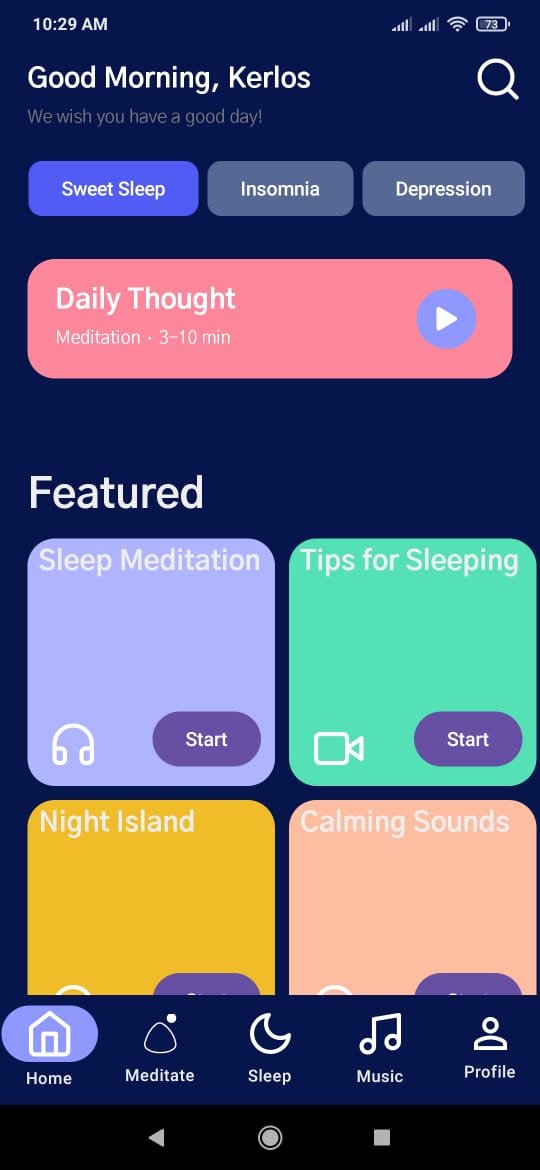 10:29 AM
73
Good Morning, Kerlos
We wish you have a good day!
Sweet Sleep
Insomnia
Depression
Daily Thought
Meditation · 3-10 min
Featured
Sleep Meditation
Tips for Sleeping
Start
Start
Night Island
Calming Sounds
Home
Meditate
Sleep
Music
Profile